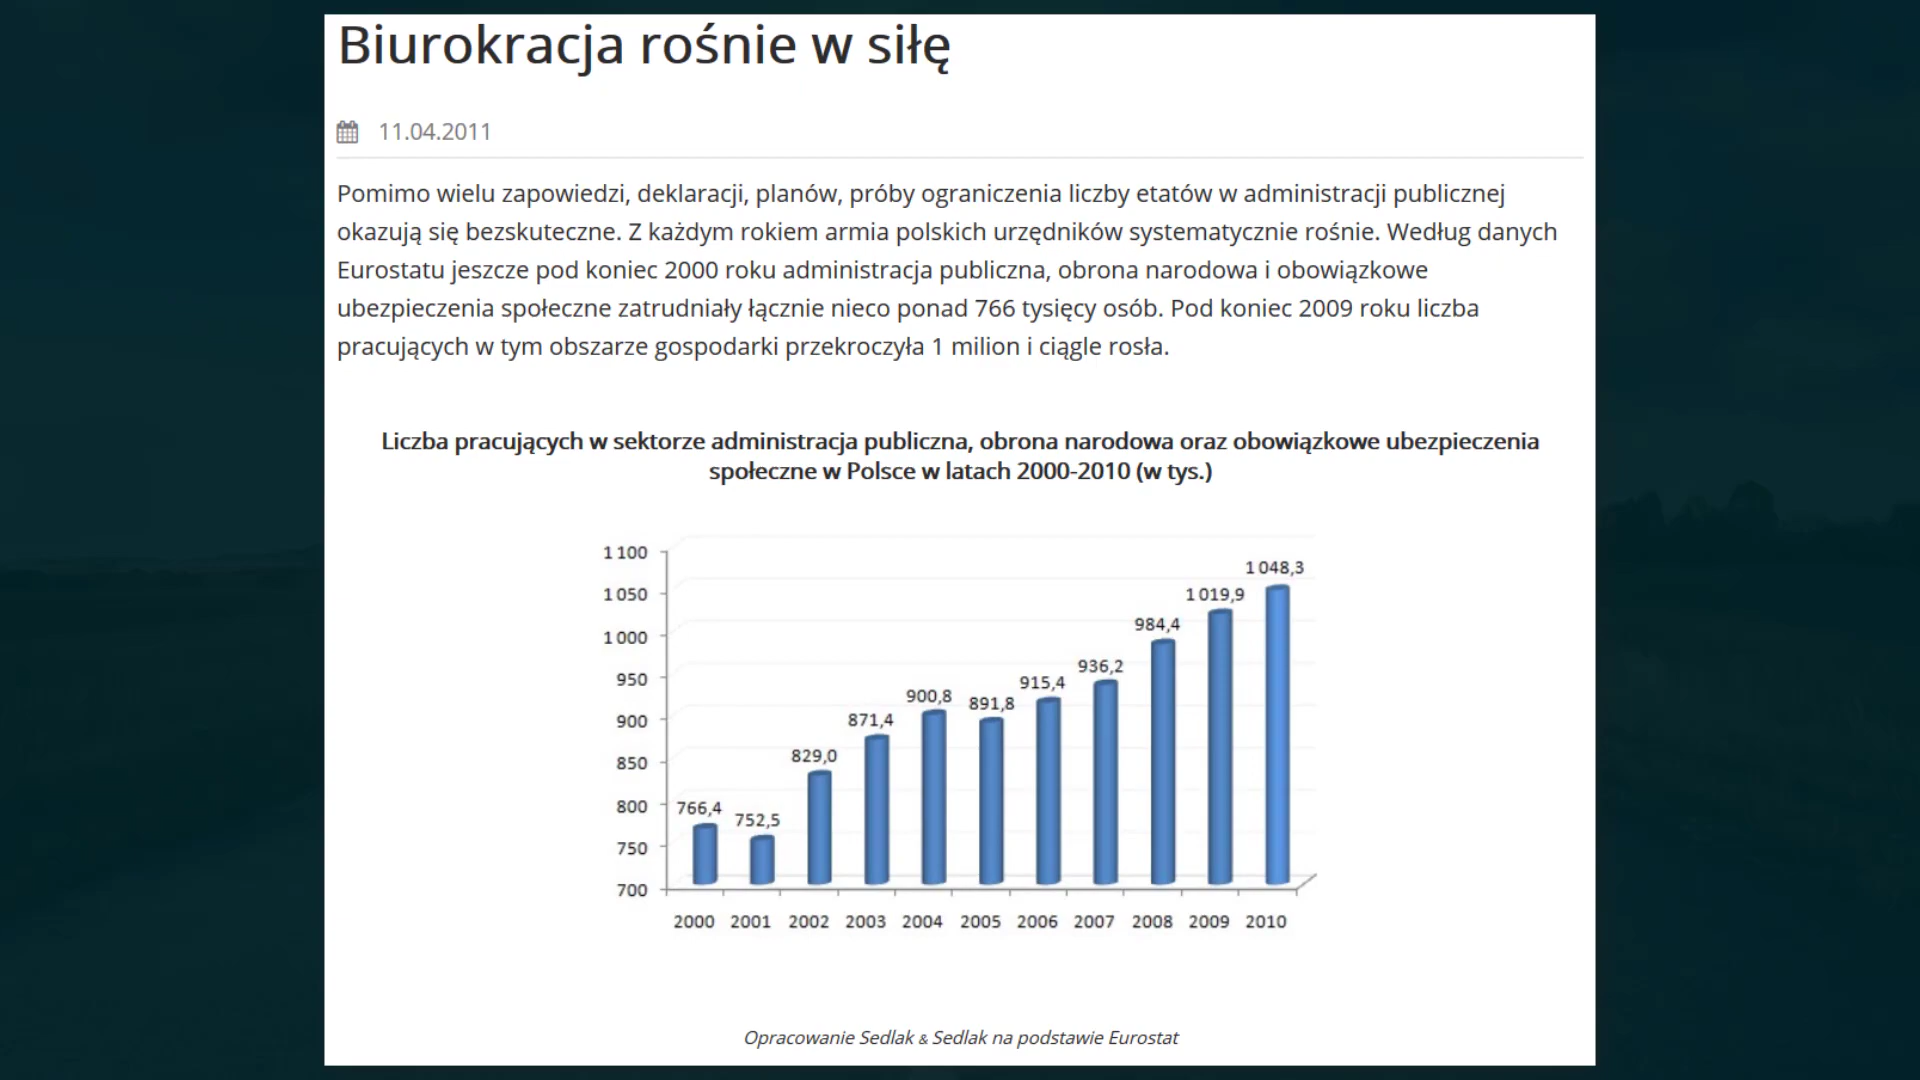 Biurokracja rośnie w siłę
11.04.2011
Pomimo wielu zapowiedzi, deklaracji, planów, próby ograniczenia liczby etatów w administracji publicznej
okazują się bezskuteczne. Z każdym rokiem armia polskich urzędników systematycznie rośnie. Według danych
Eurostatu jeszcze pod koniec 2000 roku administracja publiczna, obrona narodowa i obowiązkowe
ubezpieczenia społeczne zatrudniały łącznie nieco ponad 766 tysięcy osób. Pod koniec 2009 roku liczba
pracujących w tym obszarze gospodarki przekroczyła 1 milion i ciągle rosła.
Liczba pracujących w sektorze administracja publiczna, obrona narodowa oraz obowiązkowe ubezpieczenia
społeczne w Polsce w latach 2000-2010 (w tys.)
1 100
1 050
1 000
950
900
850
800
750
700
766,4
752,5
829,0
871,4
900,8
891,8
915,4
936,2
984,4
1 019,9
1 048,3
2000 2001 2002 2003 2004 2005 2006 2007 2008 2009 2010
Opracowanie Sedlak & Sedlak na podstawie Eurostat